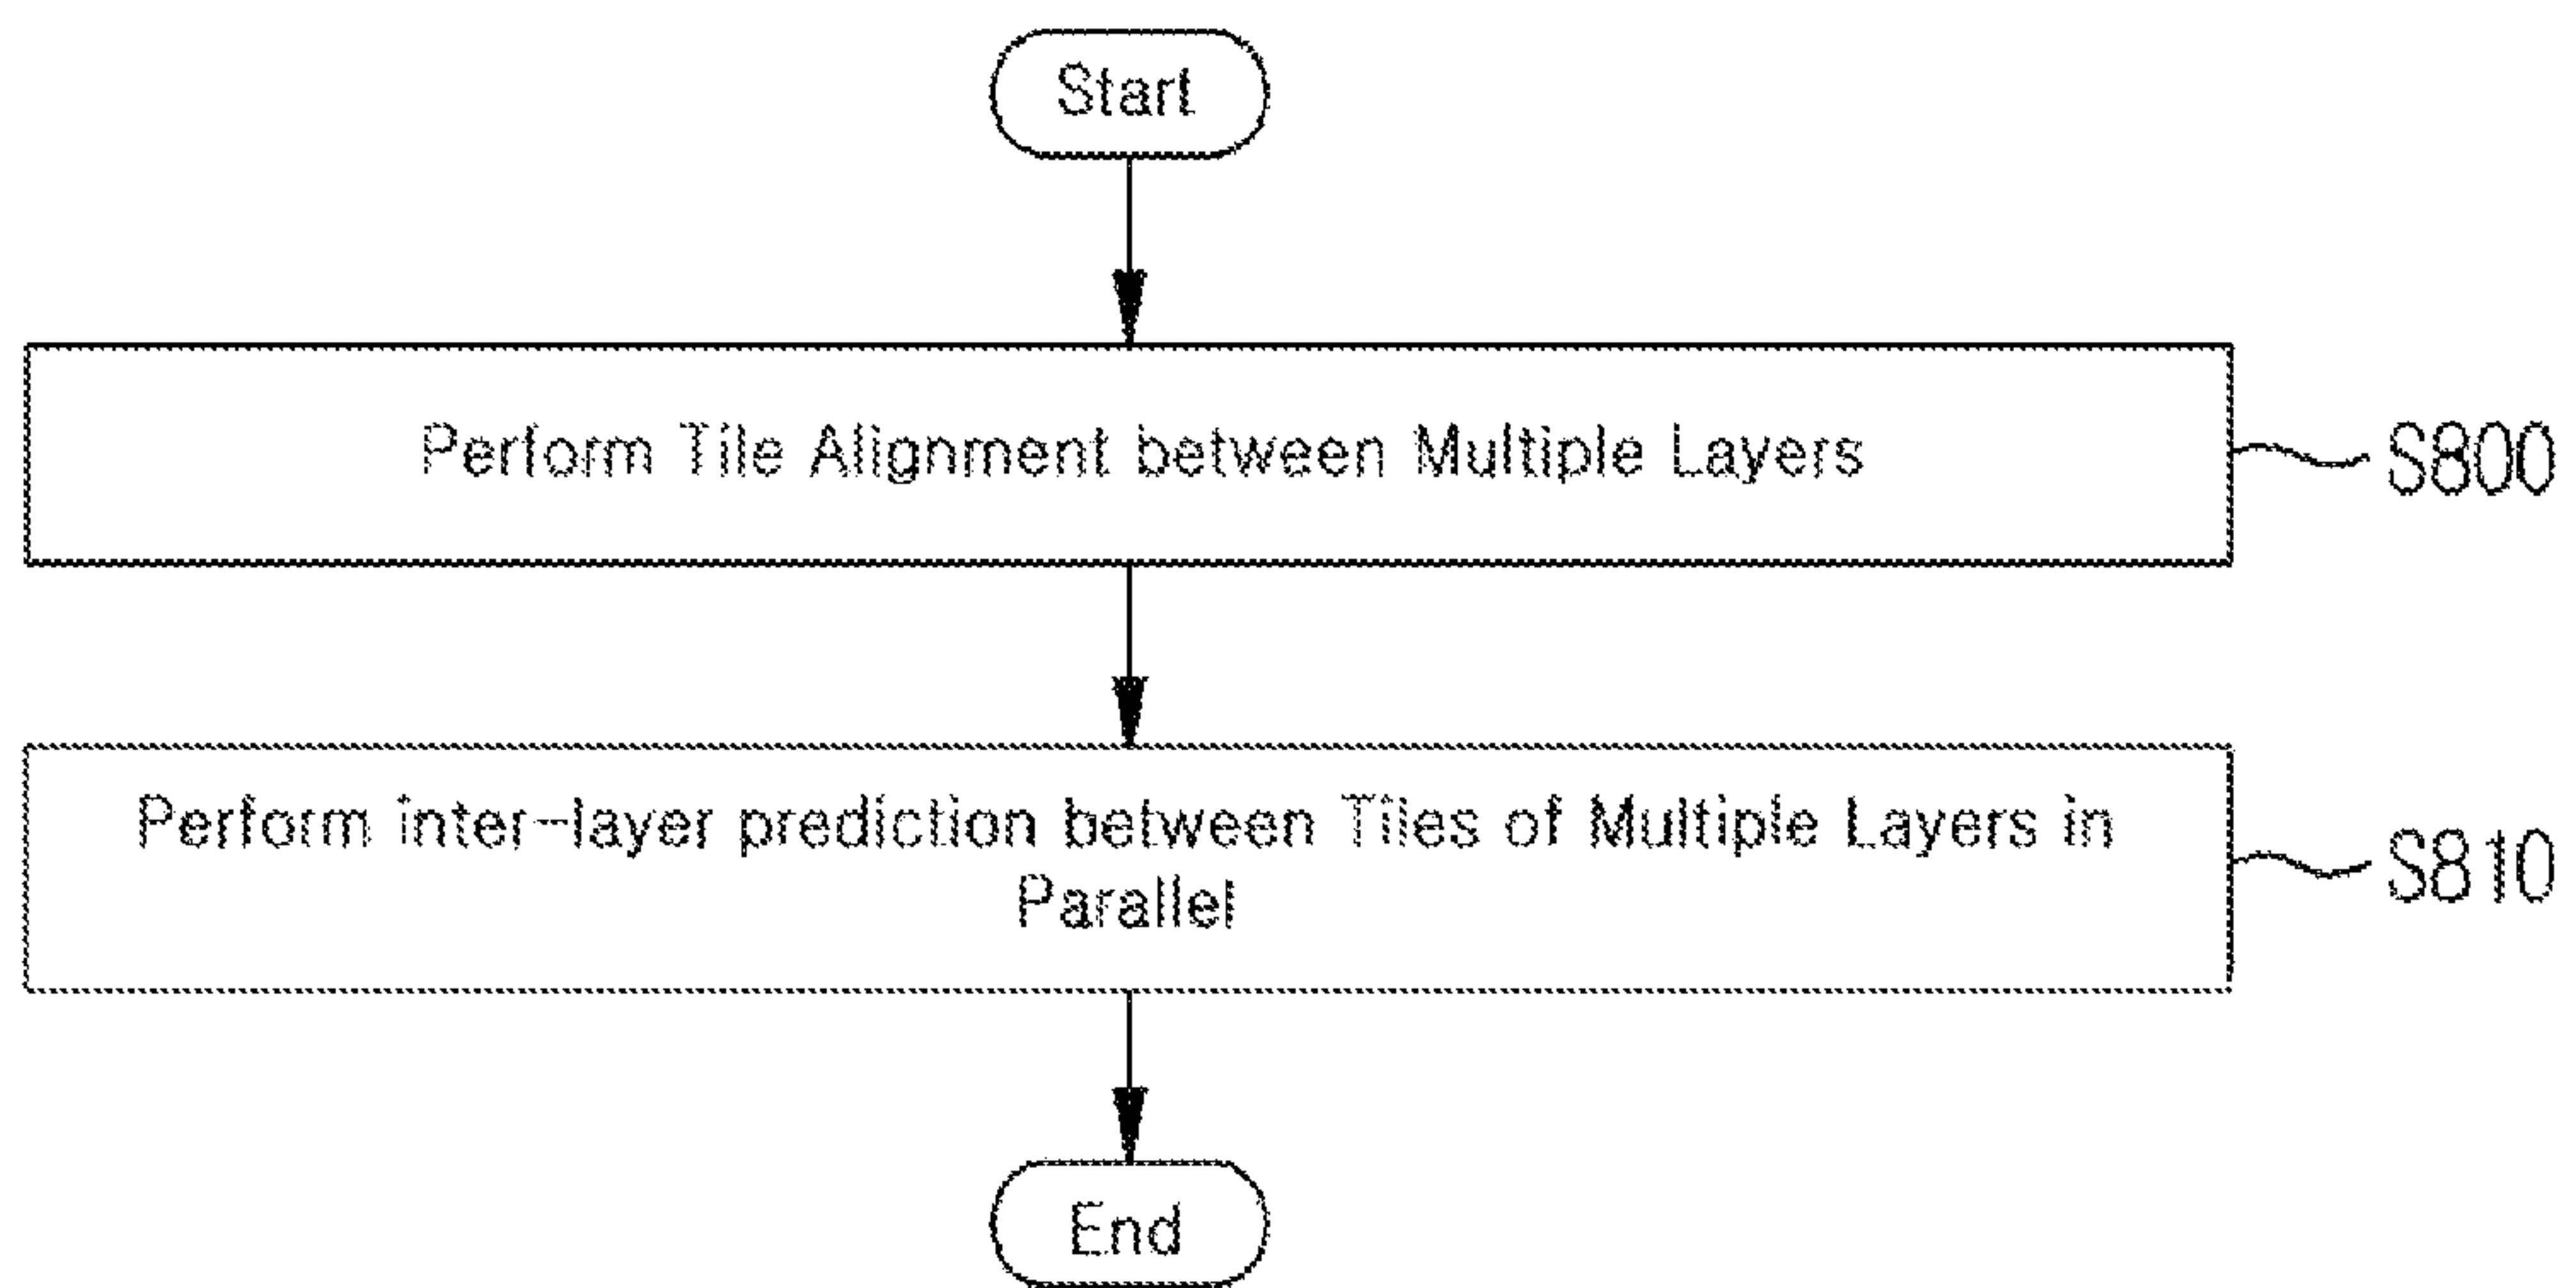 Start
Perform Tile Alignment between Multiple Layers
S800
Perform inter-layer prediction between Tiles of Multiple Layers in
Parallel
S810
End